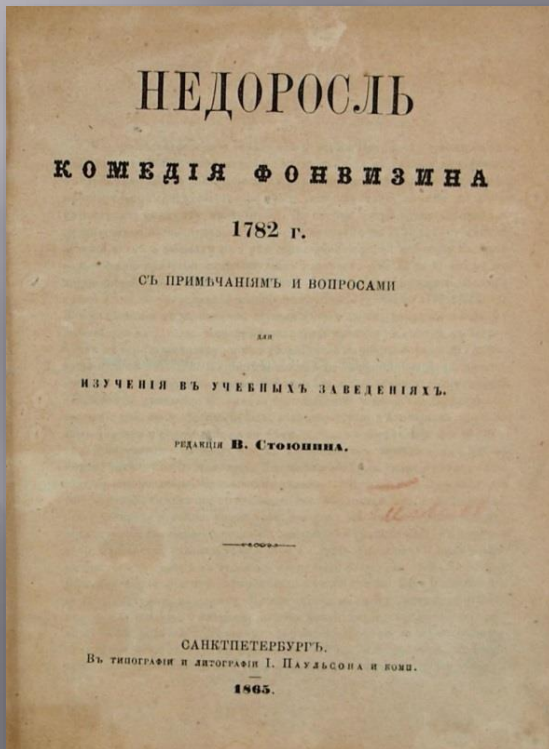 НЕДОРОСЛЬ
КОМЕДІЯ ФОНВИЗИНА
1782 г.
СЪ ПРИМѢЧАНІЯМЪ И ВОПРОСАМИ
для
ИЗУЧЕНІЯ ВЪ УЧЕБНЫХЪ ЗАВЕДЕНІЯХЪ.
РЕДАКЦІЯ В. Стоюнина.
САНКТПЕТЕРБУРГЪ.
Въ типографіи и литографіи І. Паульсона и комп.
1865.